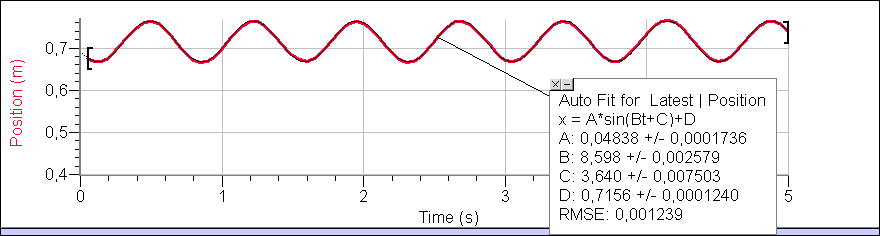 Position (m)
0,7
0,6
0,5
0,4
0 1 2 3 5
Time (s)
Auto Fit for Latest | Position
x = A*sin(Bt+C)+D
A: 0,04838 +/- 0,0001736
B: 8,598 +/- 0,002579
C: 3,640 +/- 0,007503
D: 0,7156 +/- 0,0001240
RMSE: 0,001239